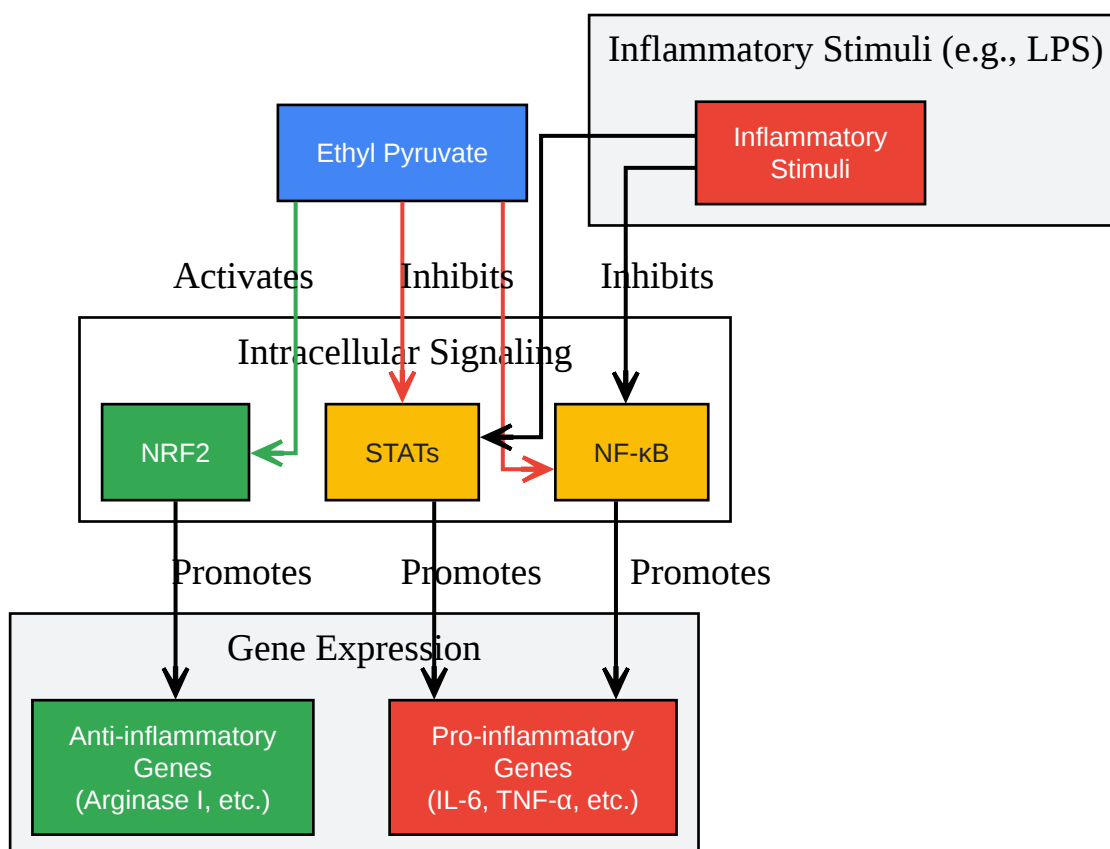 Inflammatory Stimuli (e.g., LPS)
Ethyl Pyruvate
Inflammatory
Stimuli
Activates
Inhibits
Inhibits
Intracellular Signaling
NRF2
STATs
NF-κB
Promotes
Promotes
Promotes
Gene Expression
Anti-inflammatory
Genes
(Arginase I, etc.)
Pro-inflammatory
Genes
(IL-6, TNF-α, etc.)